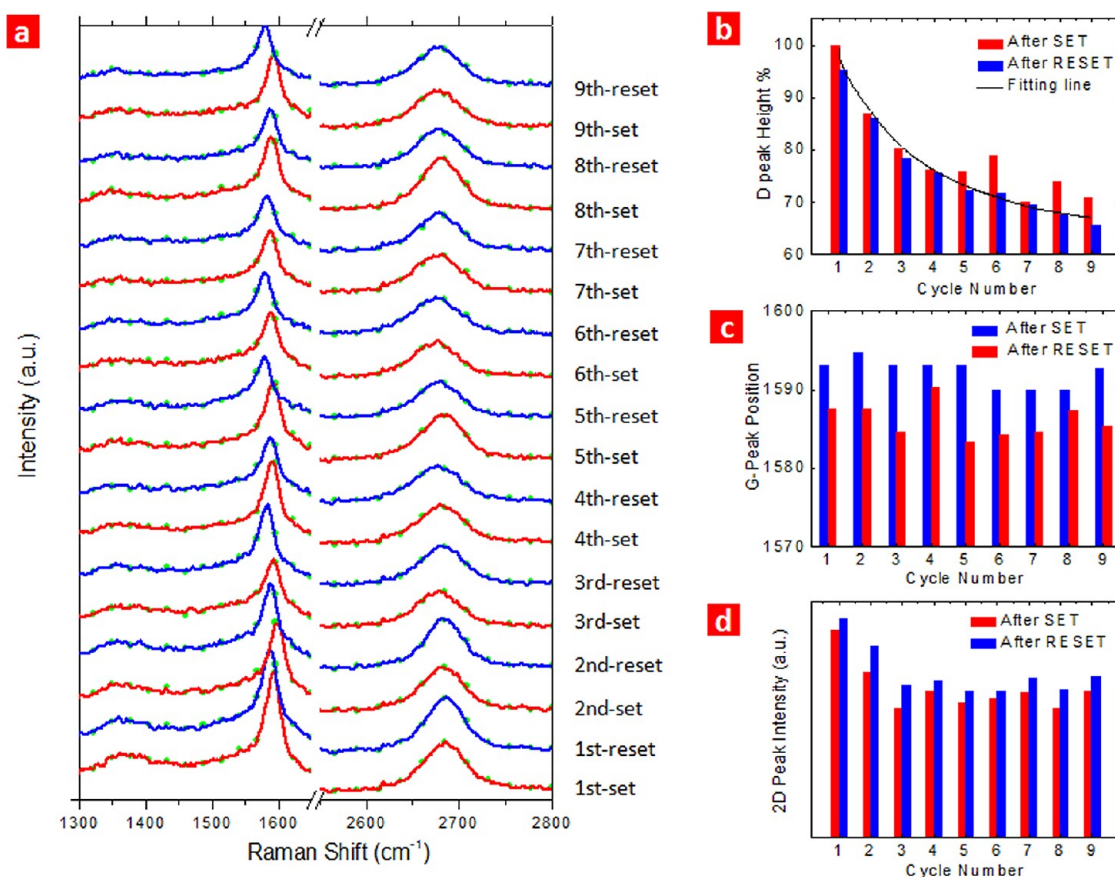 a
Intensity (a.u.)
9th-reset
9th-set
8th-reset
8th-set
7th-reset
7th-set
6th-reset
6th-set
5th-reset
5th-set
4th-reset
4th-set
3rd-reset
3rd-set
2nd-reset
2nd-set
1st-reset
1st-set
1300 1400 1500 1600 2600 2700 2800
Raman Shift (cm⁻¹)
b
After SET
After RESET
Fitting line
D peak Height %
100
90
80
70
60
1 2 3 4 5 6 7 8 9
Cycle Number
c
After SET
After RESET
G-Peak Position
1600
1590
1580
1570
1 2 3 4 5 6 7 8 9
Cycle Number
d
After SET
After RESET
2D Peak Intensity (a.u.)
1 2 3 4 5 6 7 8 9
Cycle Number